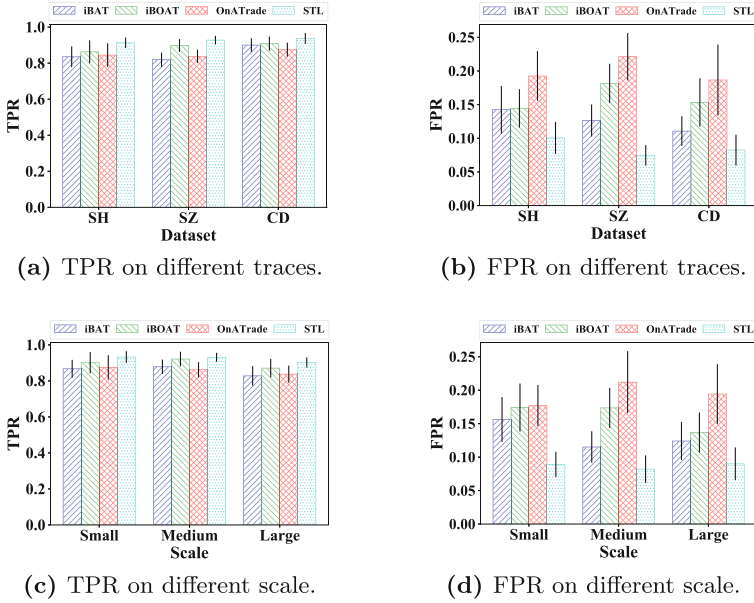 iBAT iBOAT OnATrade STL
1.0
0.8
0.6
0.4
0.2
0.0
TPR
SH SZ CD
Dataset
(a) TPR on different traces.
iBAT iBOAT OnATrade STL
0.25
0.20
0.15
0.10
0.05
0.00
FPR
SH SZ CD
Dataset
(b) FPR on different traces.
iBAT iBOAT OnATrade STL
1.0
0.8
0.6
0.4
0.2
0.0
TPR
Small Medium Large
Scale
(c) TPR on different scale.
iBAT iBOAT OnATrade STL
0.25
0.20
0.15
0.10
0.05
0.00
FPR
Small Medium Large
Scale
(d) FPR on different scale.